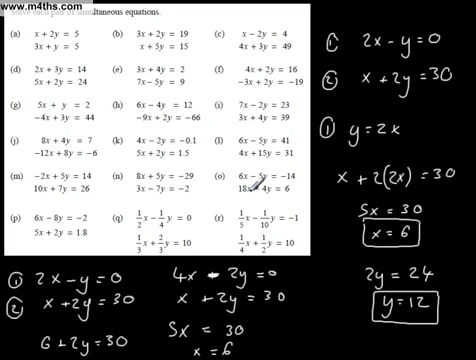 Solve each pair of simultaneous equations.
(a) x + 2y = 5
3x + y = 5
(b) 3x + 2y = 19
x + 5y = 15
(c) x − 2y = 4
4x + 3y = 49
(d) 2x + 3y = 14
5x + 2y = 24
(e) 3x + 4y = 2
7x − 5y = 9
(f) 4x + 2y = 16
−3x + 2y = −19
(g) 5x + y = 2
−4x + 3y = 44
(h) 6x − 4y = 12
−9x + 2y = −66
(i) 7x − 2y = 23
3x + 4y = 39
(j) 8x + 4y = 7
−12x + 8y = −6
(k) 4x − 2y = −0.1
5x + 2y = 1.5
(l) 6x − 5y = 41
4x + 15y = 31
(m) −2x + 5y = 14
10x + 7y = 26
(n) 8x + 5y = −29
3x − 7y = −2
(o) 6x − 5y = −14
18x 4y = 6
(p) 6x − 8y = −2
5x + 2y = 1.8
(q) 1/2 x − 1/4 y = 0
1/3 x + 2/3 y = 10
(r) 1/5 x − 1/10 y = −1
1/4 x + 1/2 y = 10
① 2x − y = 0
② x + 2y = 30
① y = 2x
x + 2(2x) = 30
5x = 30
x = 6
2y = 24
y = 12
① 2x − y = 0
② x + 2y = 30
6 + 2y = 30
4x - 2y = 0
x + 2y = 30
5x = 30
x = 6